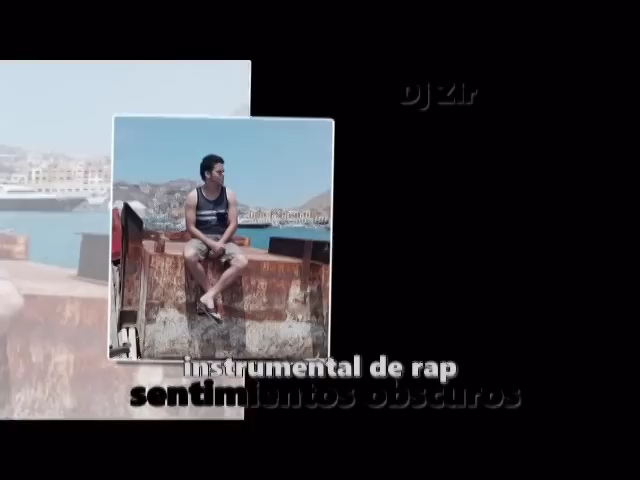 Dj Zir
instrumental de rap
sentimientos obscuros